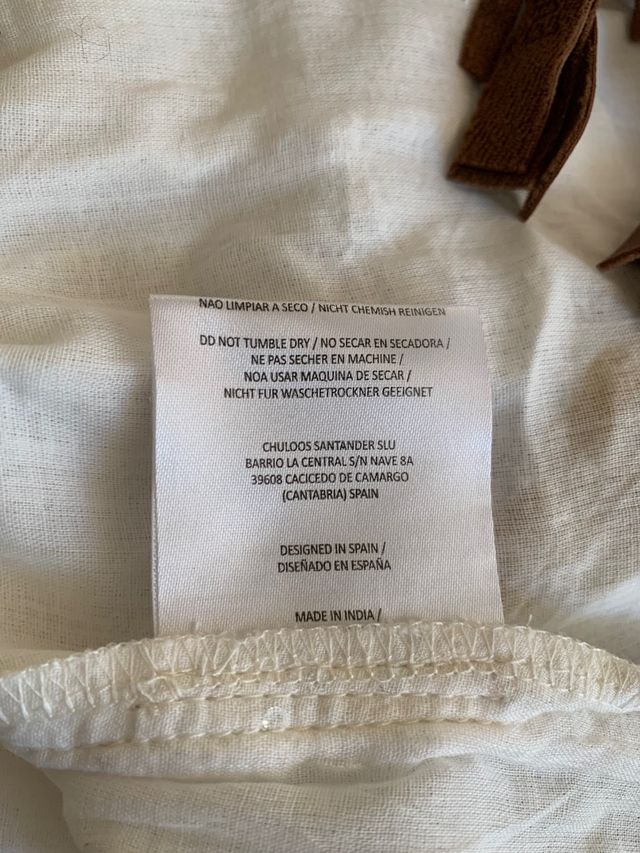 NAO LIMPIAR A SECO / NICHT CHEMISH REINIGEN
DD NOT TUMBLE DRY / NO SECAR EN SECADORA /
NE PAS SECHER EN MACHINE /
NOA USAR MAQUINA DE SECAR /
NICHT FUR WASCHETROCKNER GEEIGNET
CHULOOS SANTANDER SLU
BARRIO LA CENTRAL S/N NAVE 8A
39608 CACICEDO DE CAMARGO
(CANTABRIA) SPAIN
DESIGNED IN SPAIN /
DISEÑADO EN ESPAÑA
MADE IN INDIA /